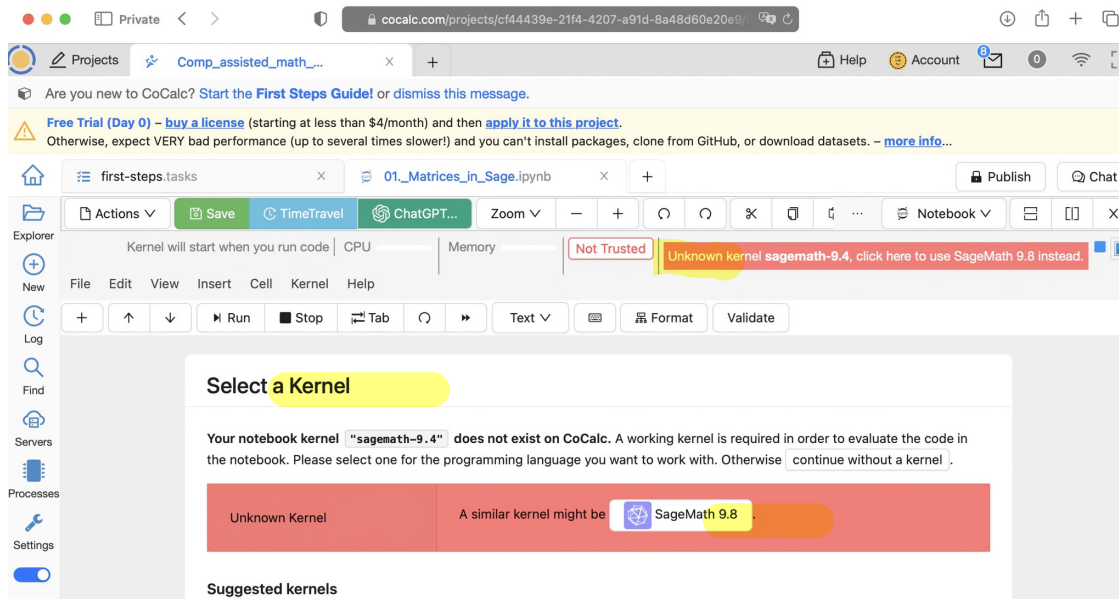 Private
cocalc.com/projects/cf44439e-21f4-4207-a91d-8a48d60e20e9/
Projects
Comp_assisted_math_...
Help
Account
8
0
Are you new to CoCalc? Start the First Steps Guide! or dismiss this message.
Free Trial (Day 0) – buy a license (starting at less than $4/month) and then apply it to this project.
Otherwise, expect VERY bad performance (up to several times slower!) and you can't install packages, clone from GitHub, or download datasets. – more info...
first-steps.tasks
01._Matrices_in_Sage.ipynb
Publish
Chat
Explorer
New
Log
Find
Servers
Processes
Settings
Actions
Save
TimeTravel
ChatGPT...
Zoom
Notebook
Kernel will start when you run code
CPU
Memory
Not Trusted
Unknown kernel sagemath-9.4, click here to use SageMath 9.8 instead.
File Edit View Insert Cell Kernel Help
Run
Stop
Tab
Text
Format
Validate
Select a Kernel
Your notebook kernel "sagemath-9.4" does not exist on CoCalc. A working kernel is required in order to evaluate the code in
the notebook. Please select one for the programming language you want to work with. Otherwise continue without a kernel .
Unknown Kernel
A similar kernel might be SageMath 9.8 .
Suggested kernels